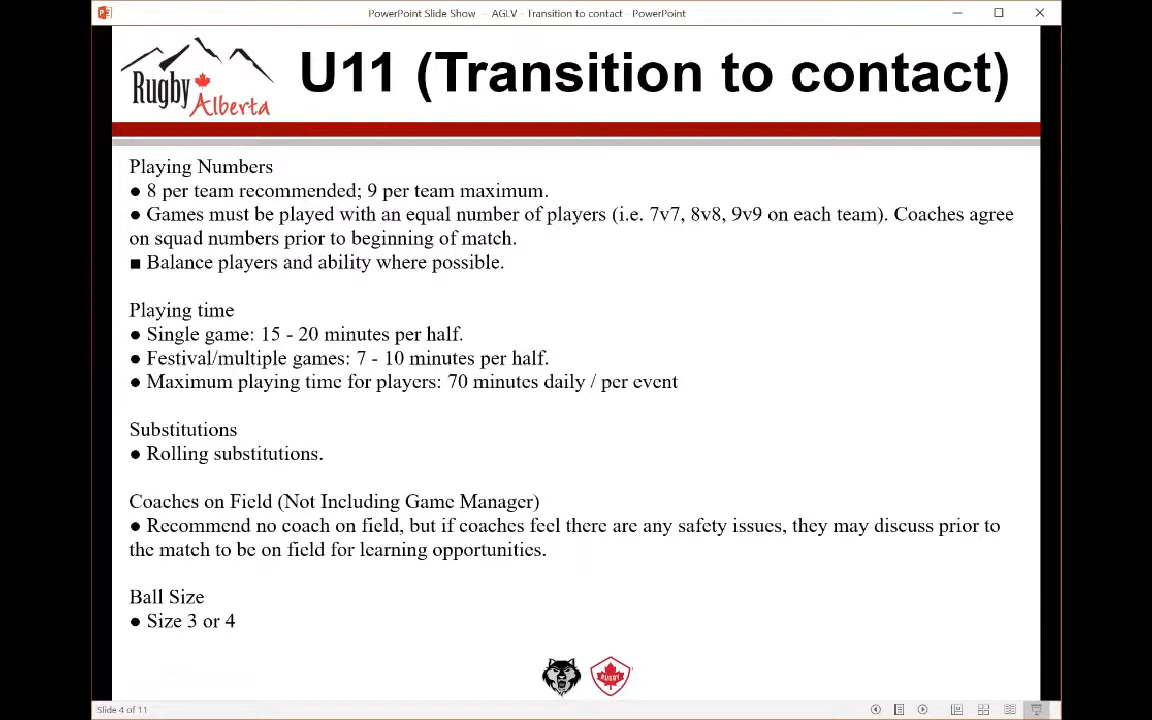 PowerPoint Slide Show - AGLV - Transition to contact - PowerPoint
Rugby Alberta
U11 (Transition to contact)
Playing Numbers
● 8 per team recommended; 9 per team maximum.
● Games must be played with an equal number of players (i.e. 7v7, 8v8, 9v9 on each team). Coaches agree
on squad numbers prior to beginning of match.
■ Balance players and ability where possible.
Playing time
● Single game: 15 - 20 minutes per half.
● Festival/multiple games: 7 - 10 minutes per half.
● Maximum playing time for players: 70 minutes daily / per event
Substitutions
● Rolling substitutions.
Coaches on Field (Not Including Game Manager)
● Recommend no coach on field, but if coaches feel there are any safety issues, they may discuss prior to
the match to be on field for learning opportunities.
Ball Size
● Size 3 or 4
RUGBY
Slide 4 of 11